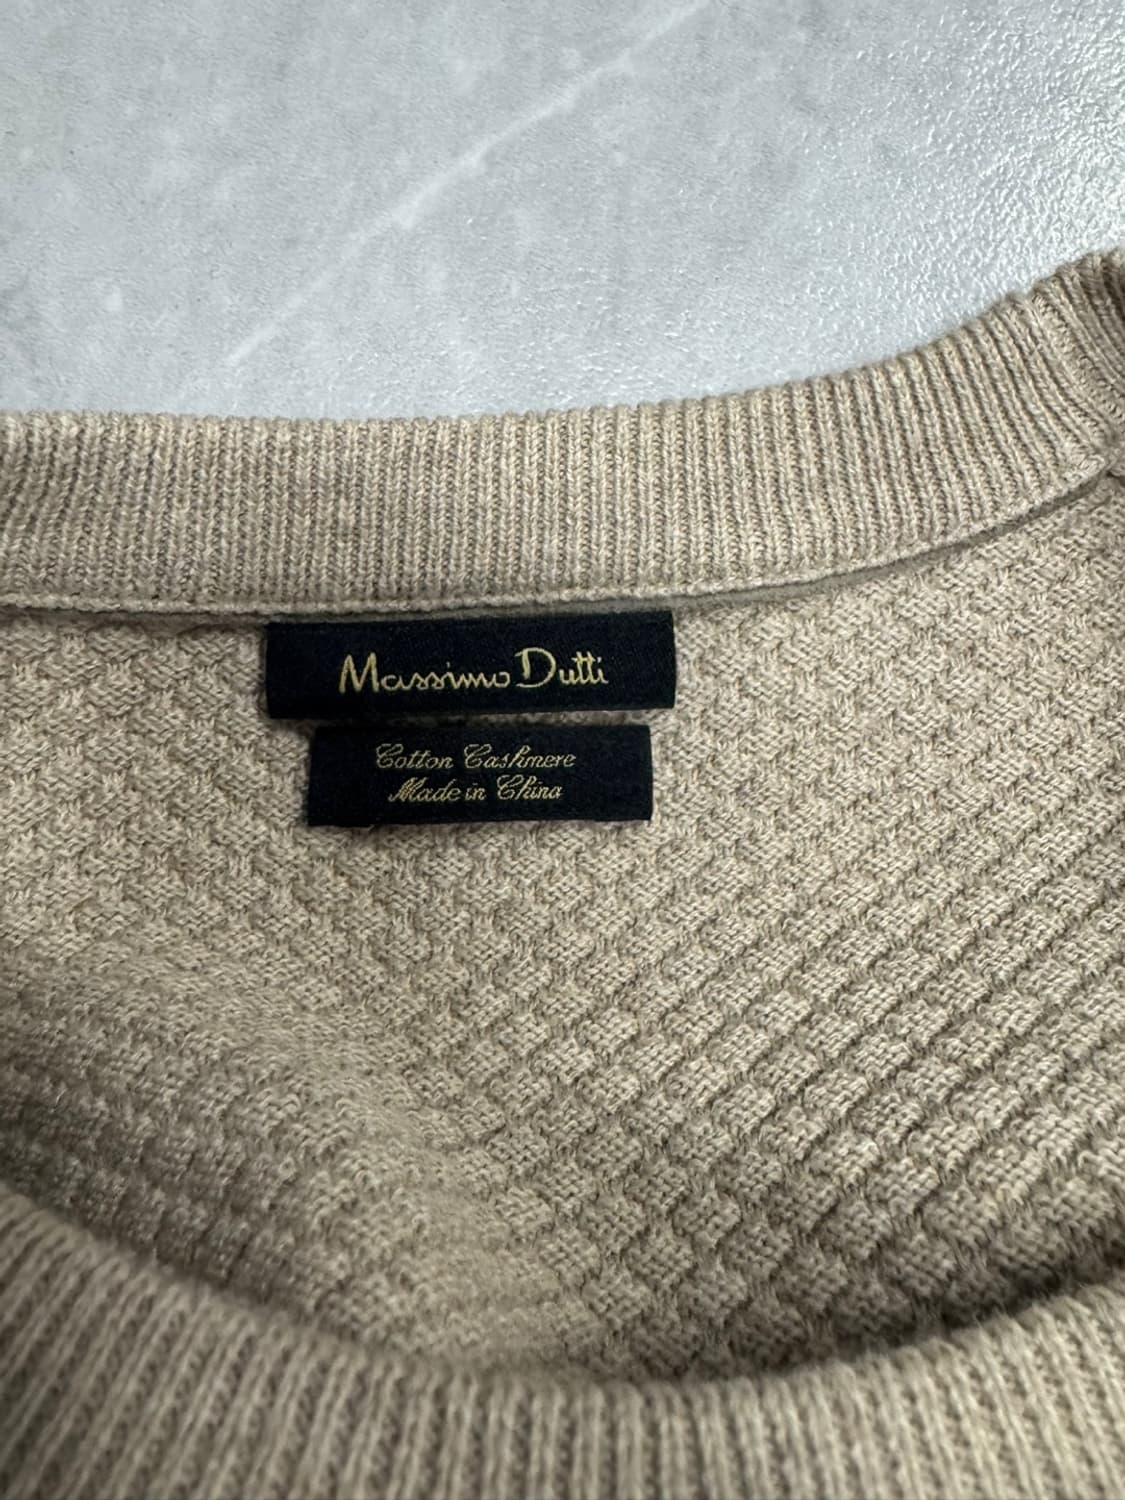 Massimo Dutti
Cotton Cashmere
Made in China